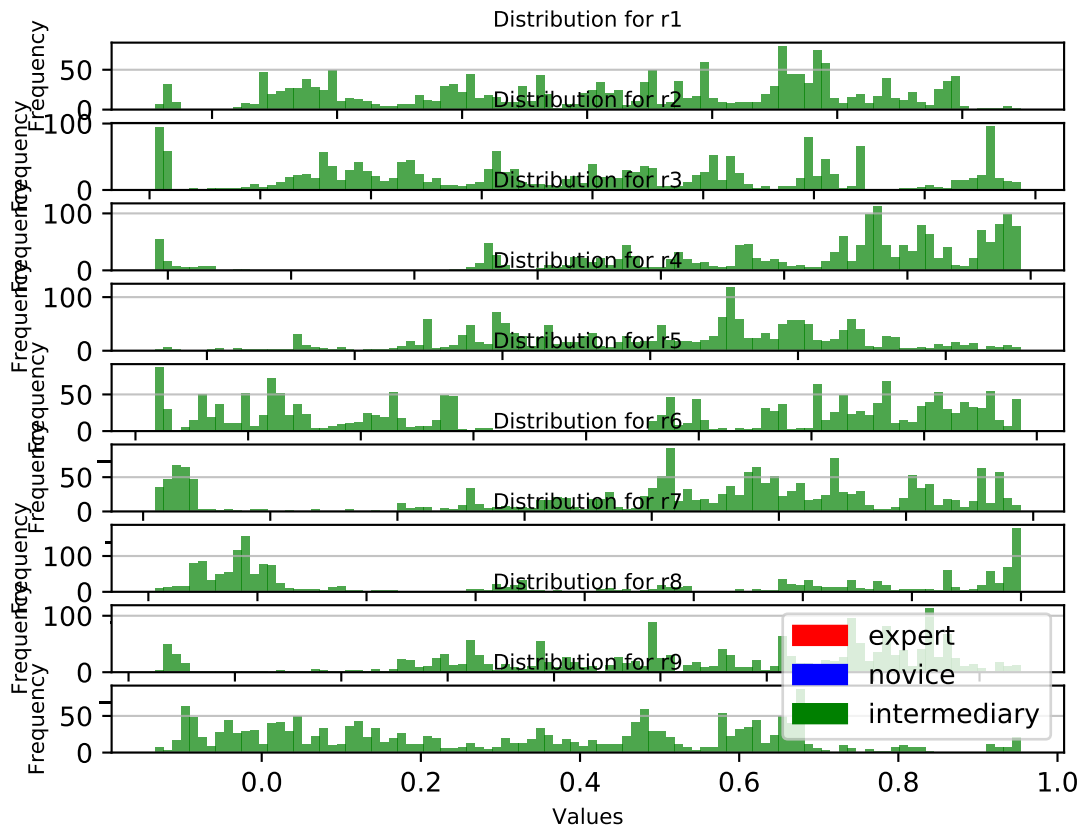 Distribution for r1
Frequency
50
0
Distribution for r2
Frequency
100
0
Distribution for r3
Frequency
100
0
Distribution for r4
Frequency
100
0
Distribution for r5
Frequency
50
0
Distribution for r6
Frequency
50
0
Distribution for r7
Frequency
100
0
Distribution for r8
Frequency
100
0
Distribution for r9
Frequency
50
0
expert
novice
intermediary
0.0 0.2 0.4 0.6 0.8 1.0
Values